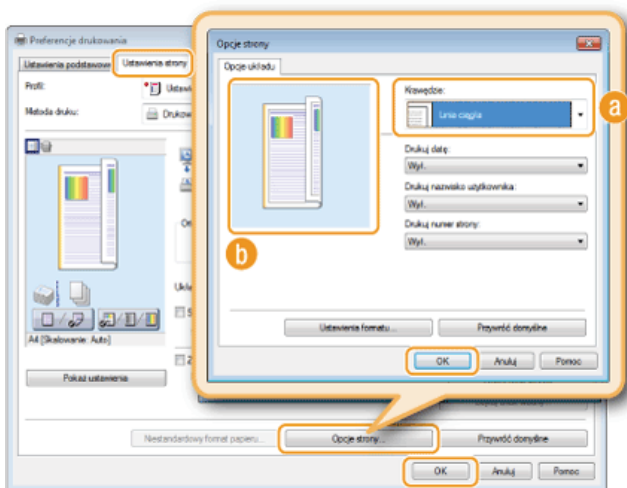 Preferencje drukowania
Ustawienia podstawowe
Ustawienia strony
Profil:
Metoda druku:
A4 [Skalowanie: Auto]
Pokaż ustawienia
Niestandardowy format papieru...
Opcje strony...
Przywróć domyślne
OK
Anuluj
Pomoc
Opcje strony
Opcje układu
Krawędzie:
Linia ciągła
a
Drukuj datę:
Wył.
Drukuj nazwisko użytkownika:
Wył.
Drukuj numer strony:
Wył.
b
Ustawienia formatu...
Przywróć domyślne
OK
Anuluj
Pomoc